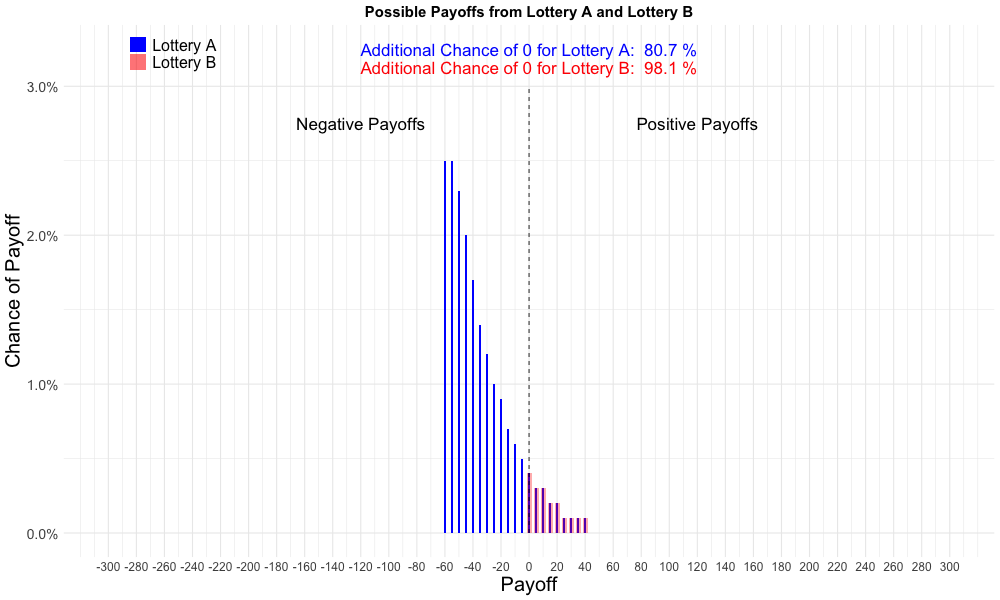 Possible Payoffs from Lottery A and Lottery B
Lottery A
Lottery B
Additional Chance of 0 for Lottery A:  80.7 %
Additional Chance of 0 for Lottery B:  98.1 %
Negative Payoffs
Positive Payoffs
Chance of Payoff
3.0%
2.0%
1.0%
0.0%
-300 -280 -260 -240 -220 -200 -180 -160 -140 -120 -100 -80 -60 -40 -20 0 20 40 60 80 100 120 140 160 180 200 220 240 260 280 300
Payoff